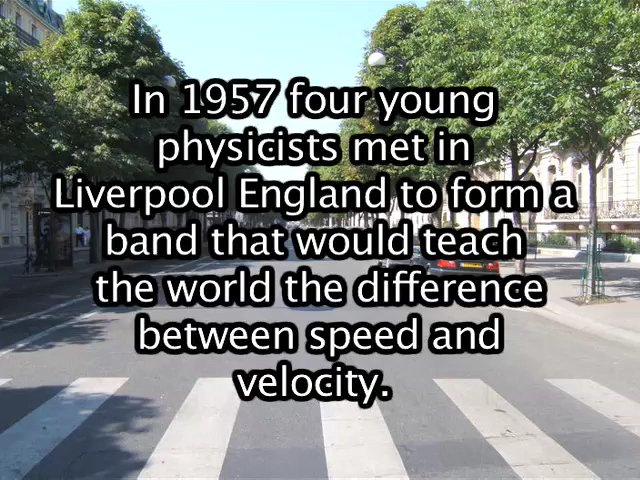 In 1957 four young
physicists met in
Liverpool England to form a
band that would teach
the world the difference
between speed and
velocity.